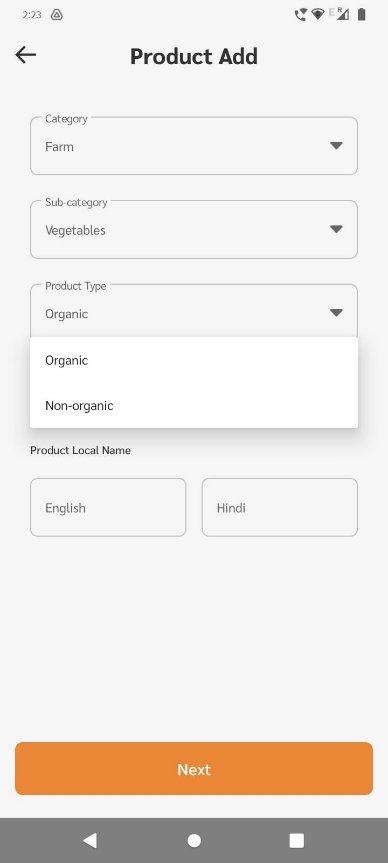 2:23
E R
Product Add
Category
Farm
Sub-category
Vegetables
Product Type
Organic
Organic
Non-organic
Product Local Name
English
Hindi
Next